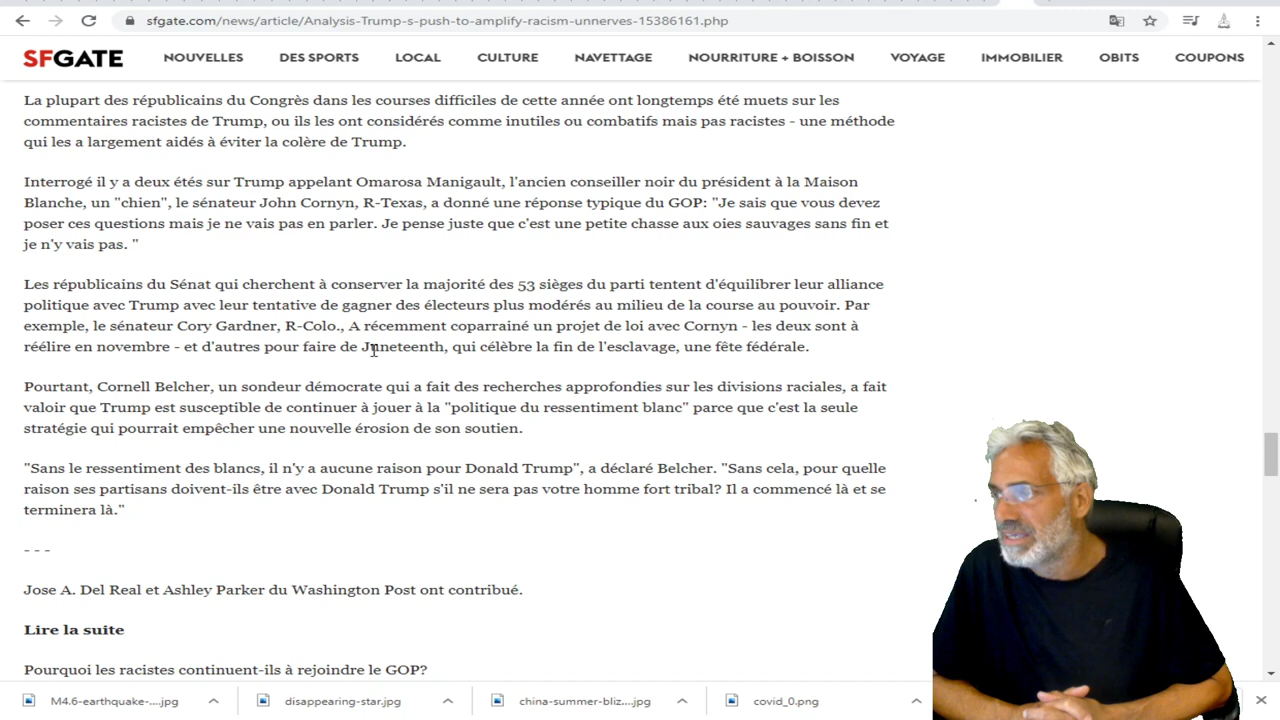 sfgate.com/news/article/Analysis-Trump-s-push-to-amplify-racism-unnerves-15386161.php
SFGATE NOUVELLES DES SPORTS LOCAL CULTURE NAVETTAGE NOURRITURE + BOISSON VOYAGE IMMOBILIER OBITS COUPONS
La plupart des républicains du Congrès dans les courses difficiles de cette année ont longtemps été muets sur les
commentaires racistes de Trump, ou ils les ont considérés comme inutiles ou combatifs mais pas racistes - une méthode
qui les a largement aidés à éviter la colère de Trump.
Interrogé il y a deux étés sur Trump appelant Omarosa Manigault, l'ancien conseiller noir du président à la Maison
Blanche, un "chien", le sénateur John Cornyn, R-Texas, a donné une réponse typique du GOP: "Je sais que vous devez
poser ces questions mais je ne vais pas en parler. Je pense juste que c'est une petite chasse aux oies sauvages sans fin et
je n'y vais pas. "
Les républicains du Sénat qui cherchent à conserver la majorité des 53 sièges du parti tentent d'équilibrer leur alliance
politique avec Trump avec leur tentative de gagner des électeurs plus modérés au milieu de la course au pouvoir. Par
exemple, le sénateur Cory Gardner, R-Colo., A récemment coparrainé un projet de loi avec Cornyn - les deux sont à
réélire en novembre - et d'autres pour faire de Juneteenth, qui célèbre la fin de l'esclavage, une fête fédérale.
Pourtant, Cornell Belcher, un sondeur démocrate qui a fait des recherches approfondies sur les divisions raciales, a fait
valoir que Trump est susceptible de continuer à jouer à la "politique du ressentiment blanc" parce que c'est la seule
stratégie qui pourrait empêcher une nouvelle érosion de son soutien.
"Sans le ressentiment des blancs, il n'y a aucune raison pour Donald Trump", a déclaré Belcher. "Sans cela, pour quelle
raison ses partisans doivent-ils être avec Donald Trump s'il ne sera pas votre homme fort tribal? Il a commencé là et se
terminera là."
- - -
Jose A. Del Real et Ashley Parker du Washington Post ont contribué.
Lire la suite
Pourquoi les racistes continuent-ils à rejoindre le GOP?
M4.6-earthquake-....jpg disappearing-star.jpg china-summer-bliz....jpg covid_0.png